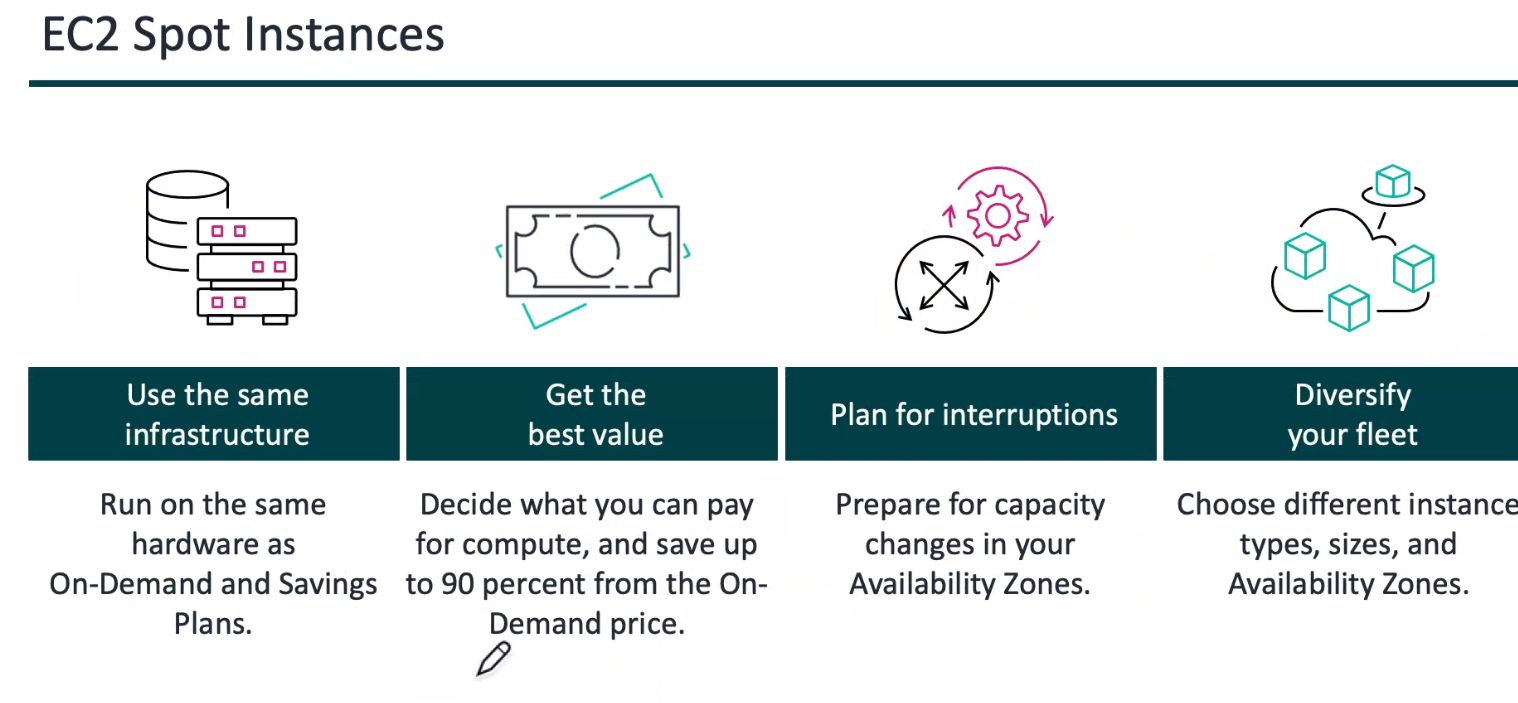 EC2 Spot Instances
Use the same
infrastructure
Run on the same
hardware as
On-Demand and Savings
Plans.
Get the
best value
Decide what you can pay
for compute, and save up
to 90 percent from the On-
Demand price.
Plan for interruptions
Prepare for capacity
changes in your
Availability Zones.
Diversify
your fleet
Choose different instance
types, sizes, and
Availability Zones.